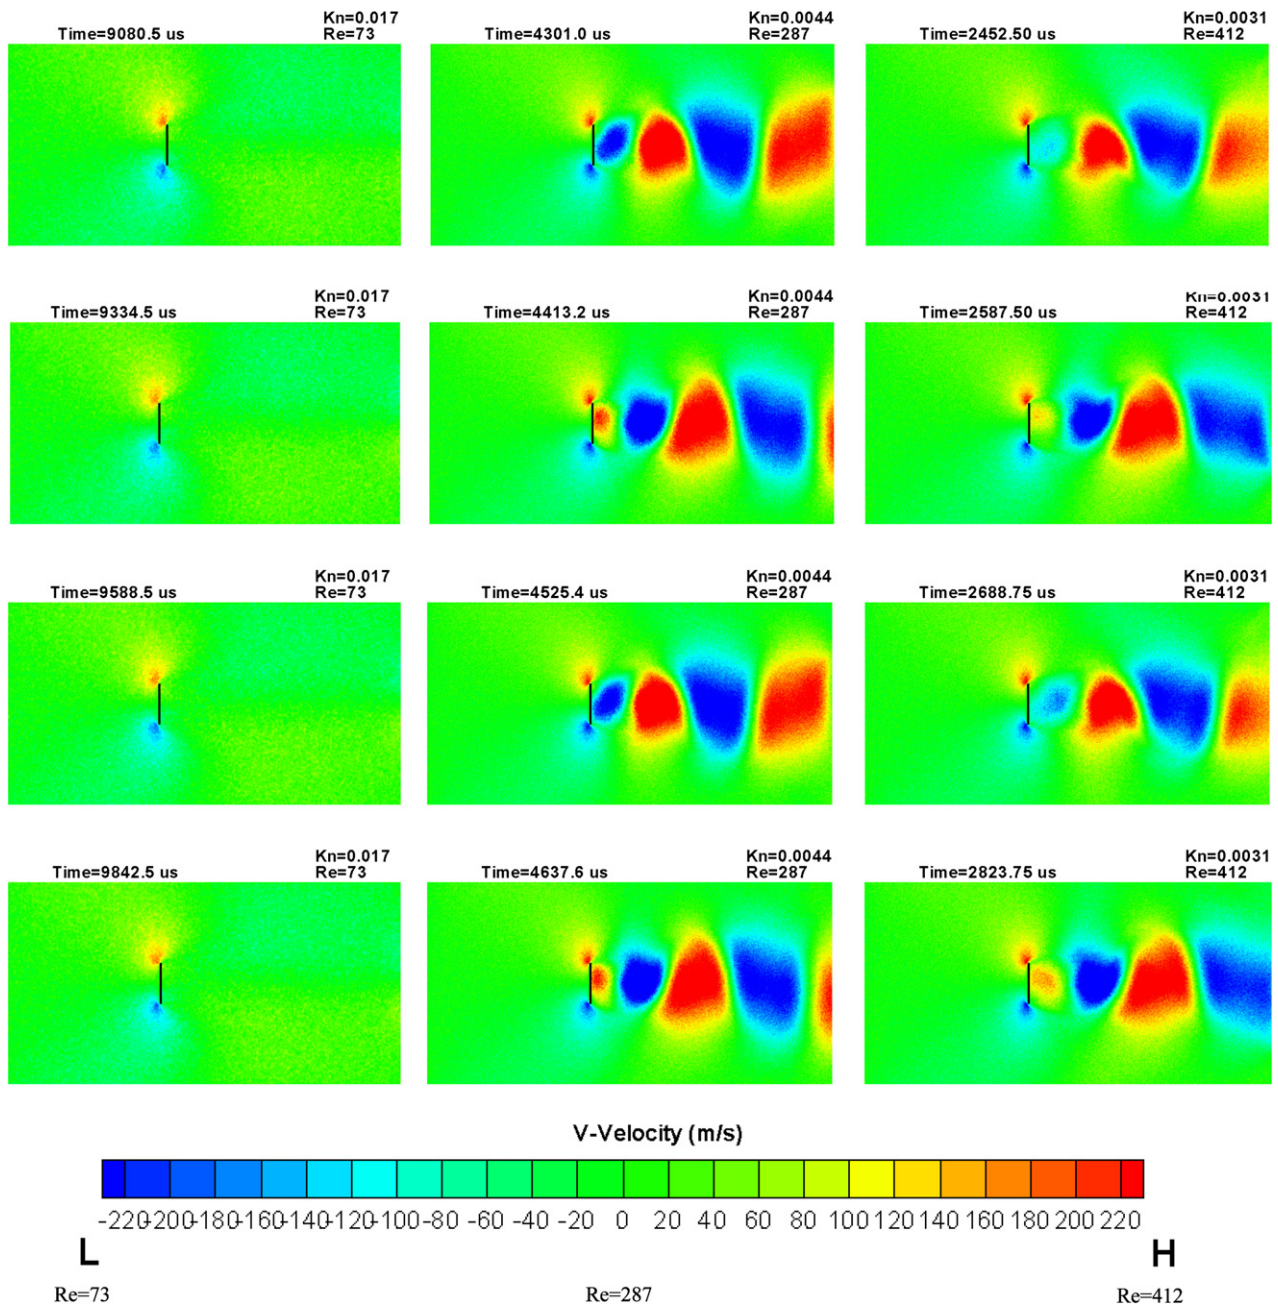 Kn=0.017
Time=9080.5 us Re=73
Kn=0.0044
Time=4301.0 us Re=287
Kn=0.0031
Time=2452.50 us Re=412
Kn=0.017
Time=9334.5 us Re=73
Kn=0.0044
Time=4413.2 us Re=287
Kn=0.0031
Time=2587.50 us Re=412
Kn=0.017
Time=9588.5 us Re=73
Kn=0.0044
Time=4525.4 us Re=287
Kn=0.0031
Time=2688.75 us Re=412
Kn=0.017
Time=9842.5 us Re=73
Kn=0.0044
Time=4637.6 us Re=287
Kn=0.0031
Time=2823.75 us Re=412
V-Velocity (m/s)
-220 -200 -180 -160 -140 -120 -100 -80 -60 -40 -20 0 20 40 60 80 100 120 140 160 180 200 220
L H
Re=73 Re=287 Re=412